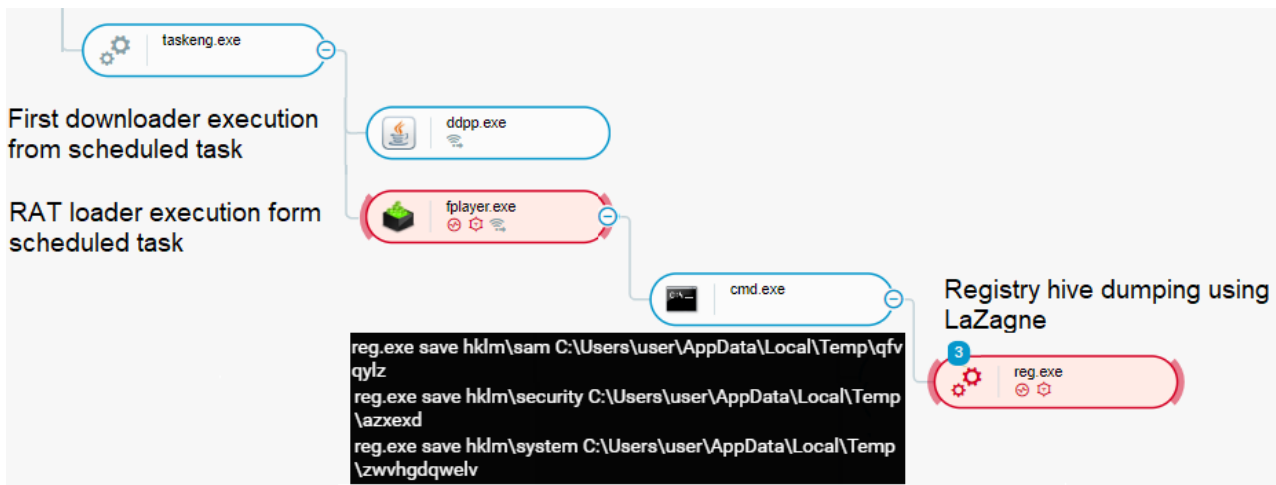 taskeng.exe
First downloader execution
from scheduled task
ddpp.exe
RAT loader execution form
scheduled task
fplayer.exe
cmd.exe
Registry hive dumping using
LaZagne
3
reg.exe
reg.exe save hklm\sam C:\Users\user\AppData\Local\Temp\qfv
qylz
reg.exe save hklm\security C:\Users\user\AppData\Local\Temp
\azxexd
reg.exe save hklm\system C:\Users\user\AppData\Local\Temp
\zwvhgdqwelv